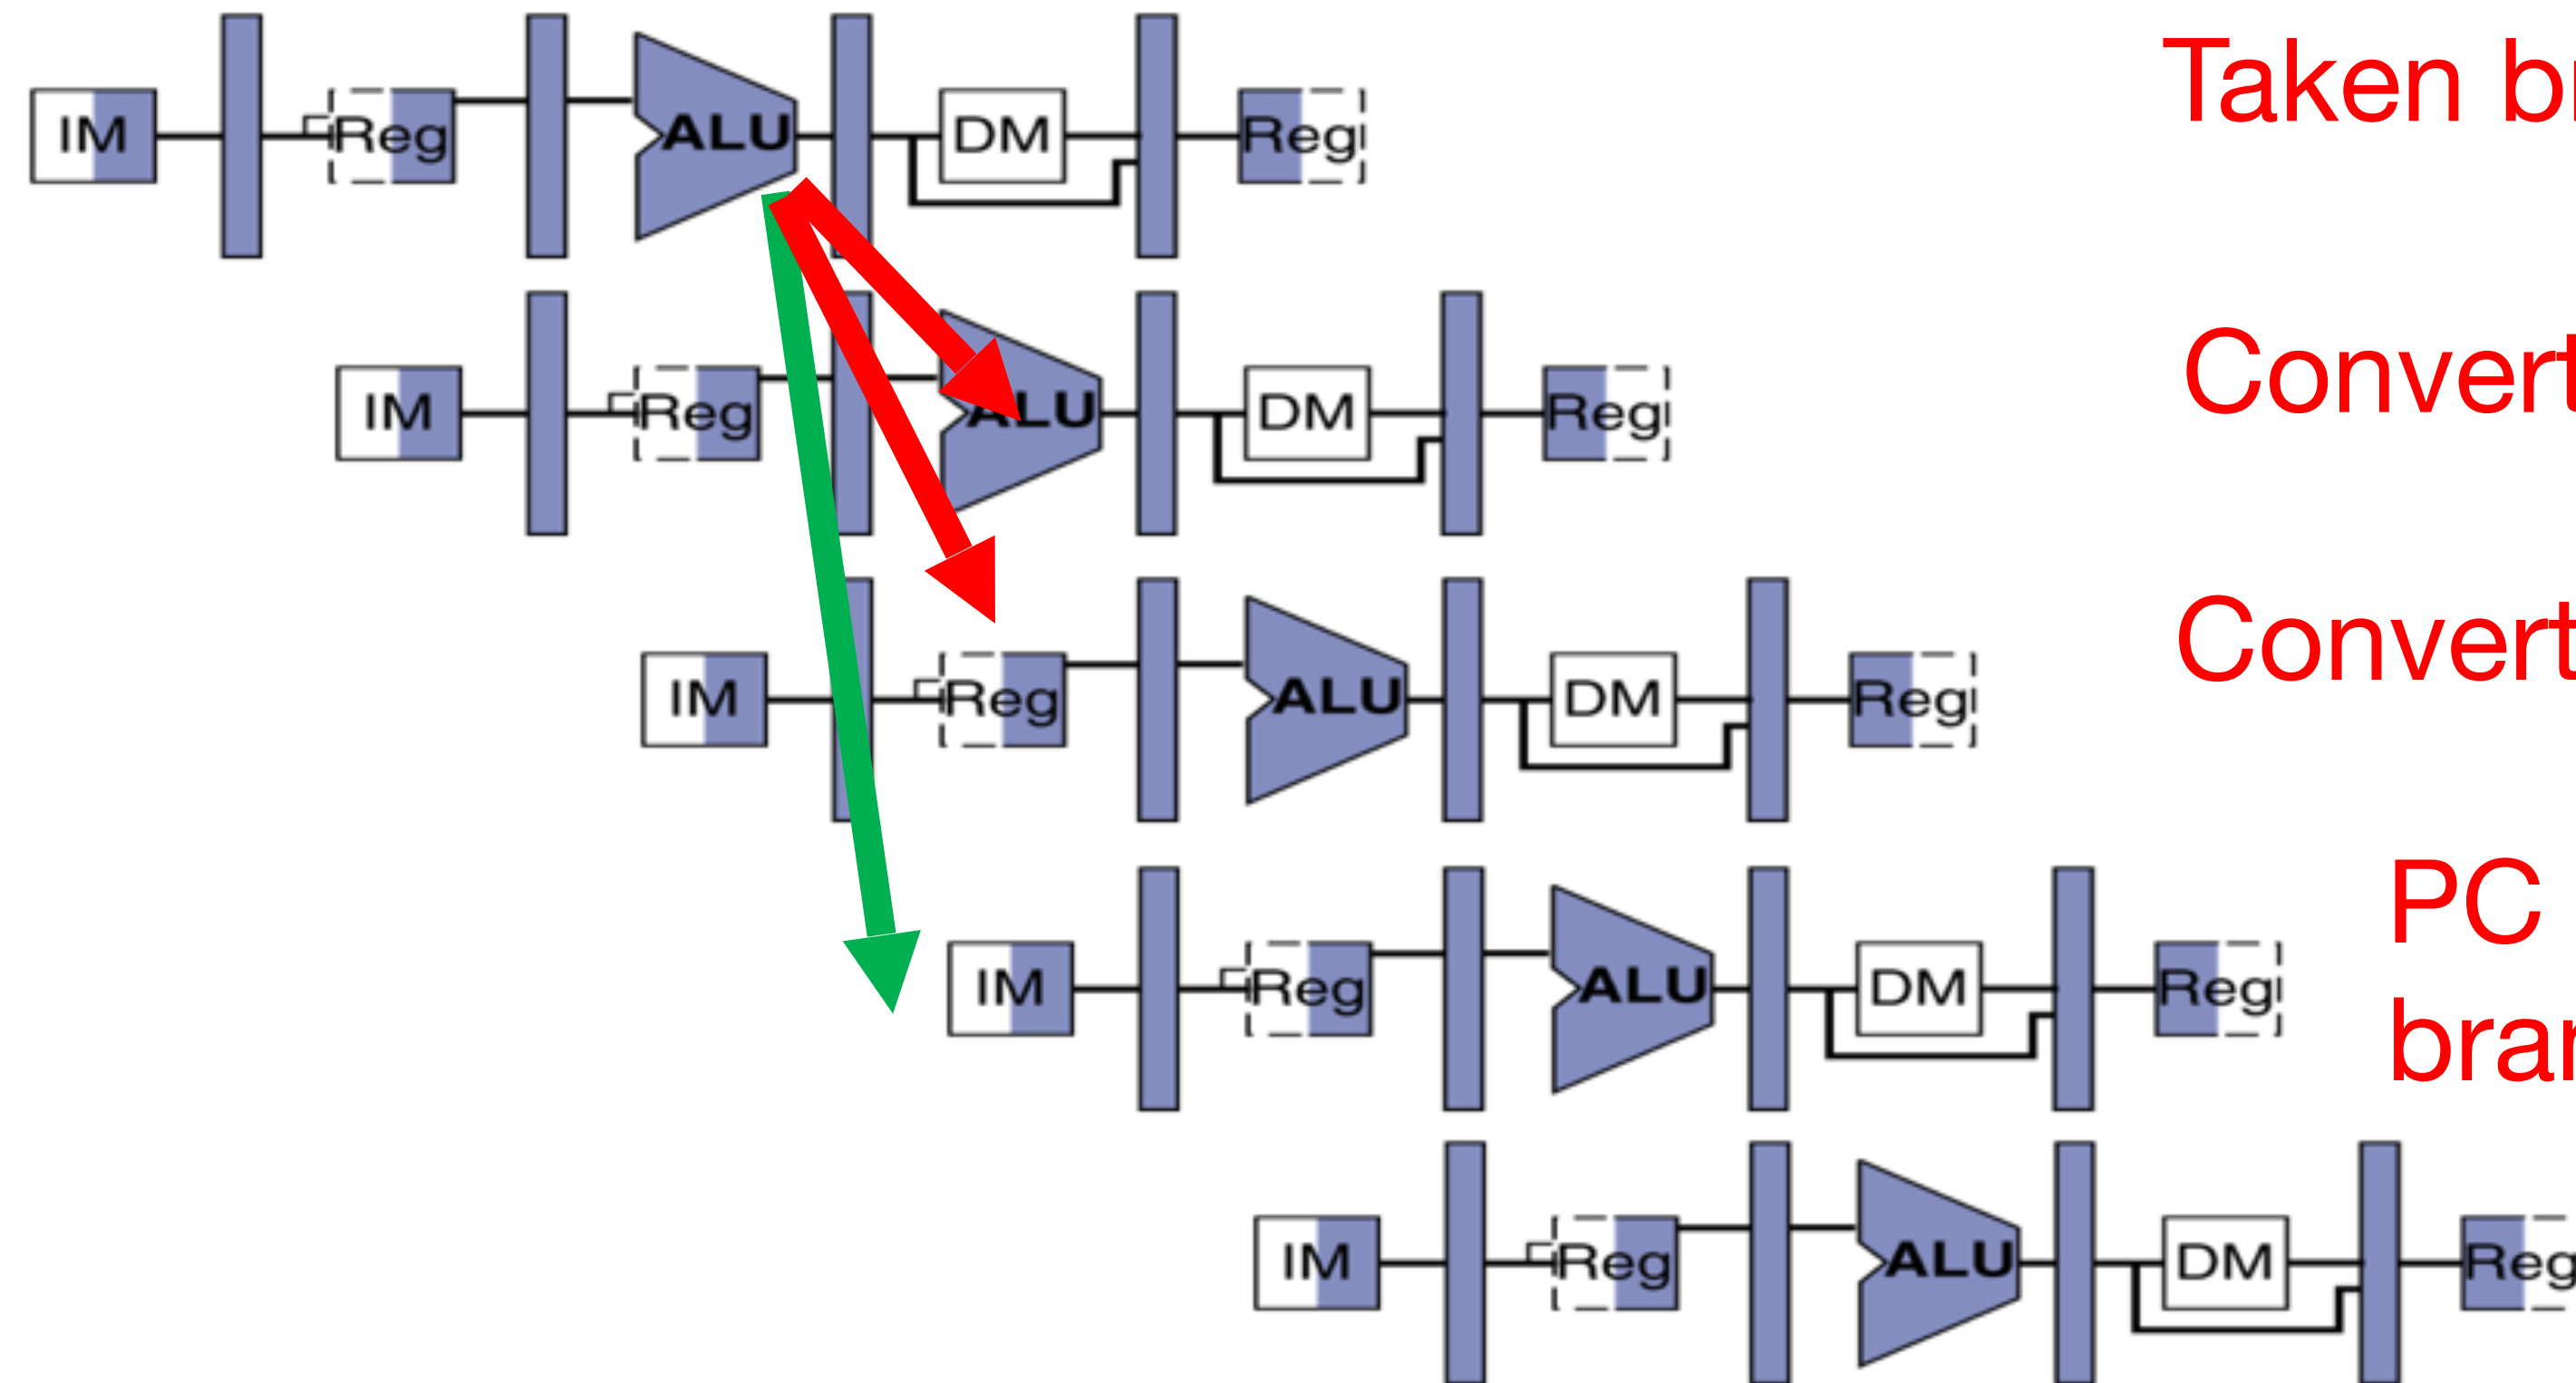 Taken br
IM Reg ALU DM Reg
Convert
IM Reg ALU DM Reg
Convert
IM Reg ALU DM Reg
PC
bran
IM Reg ALU DM Reg
IM Reg ALU DM Reg